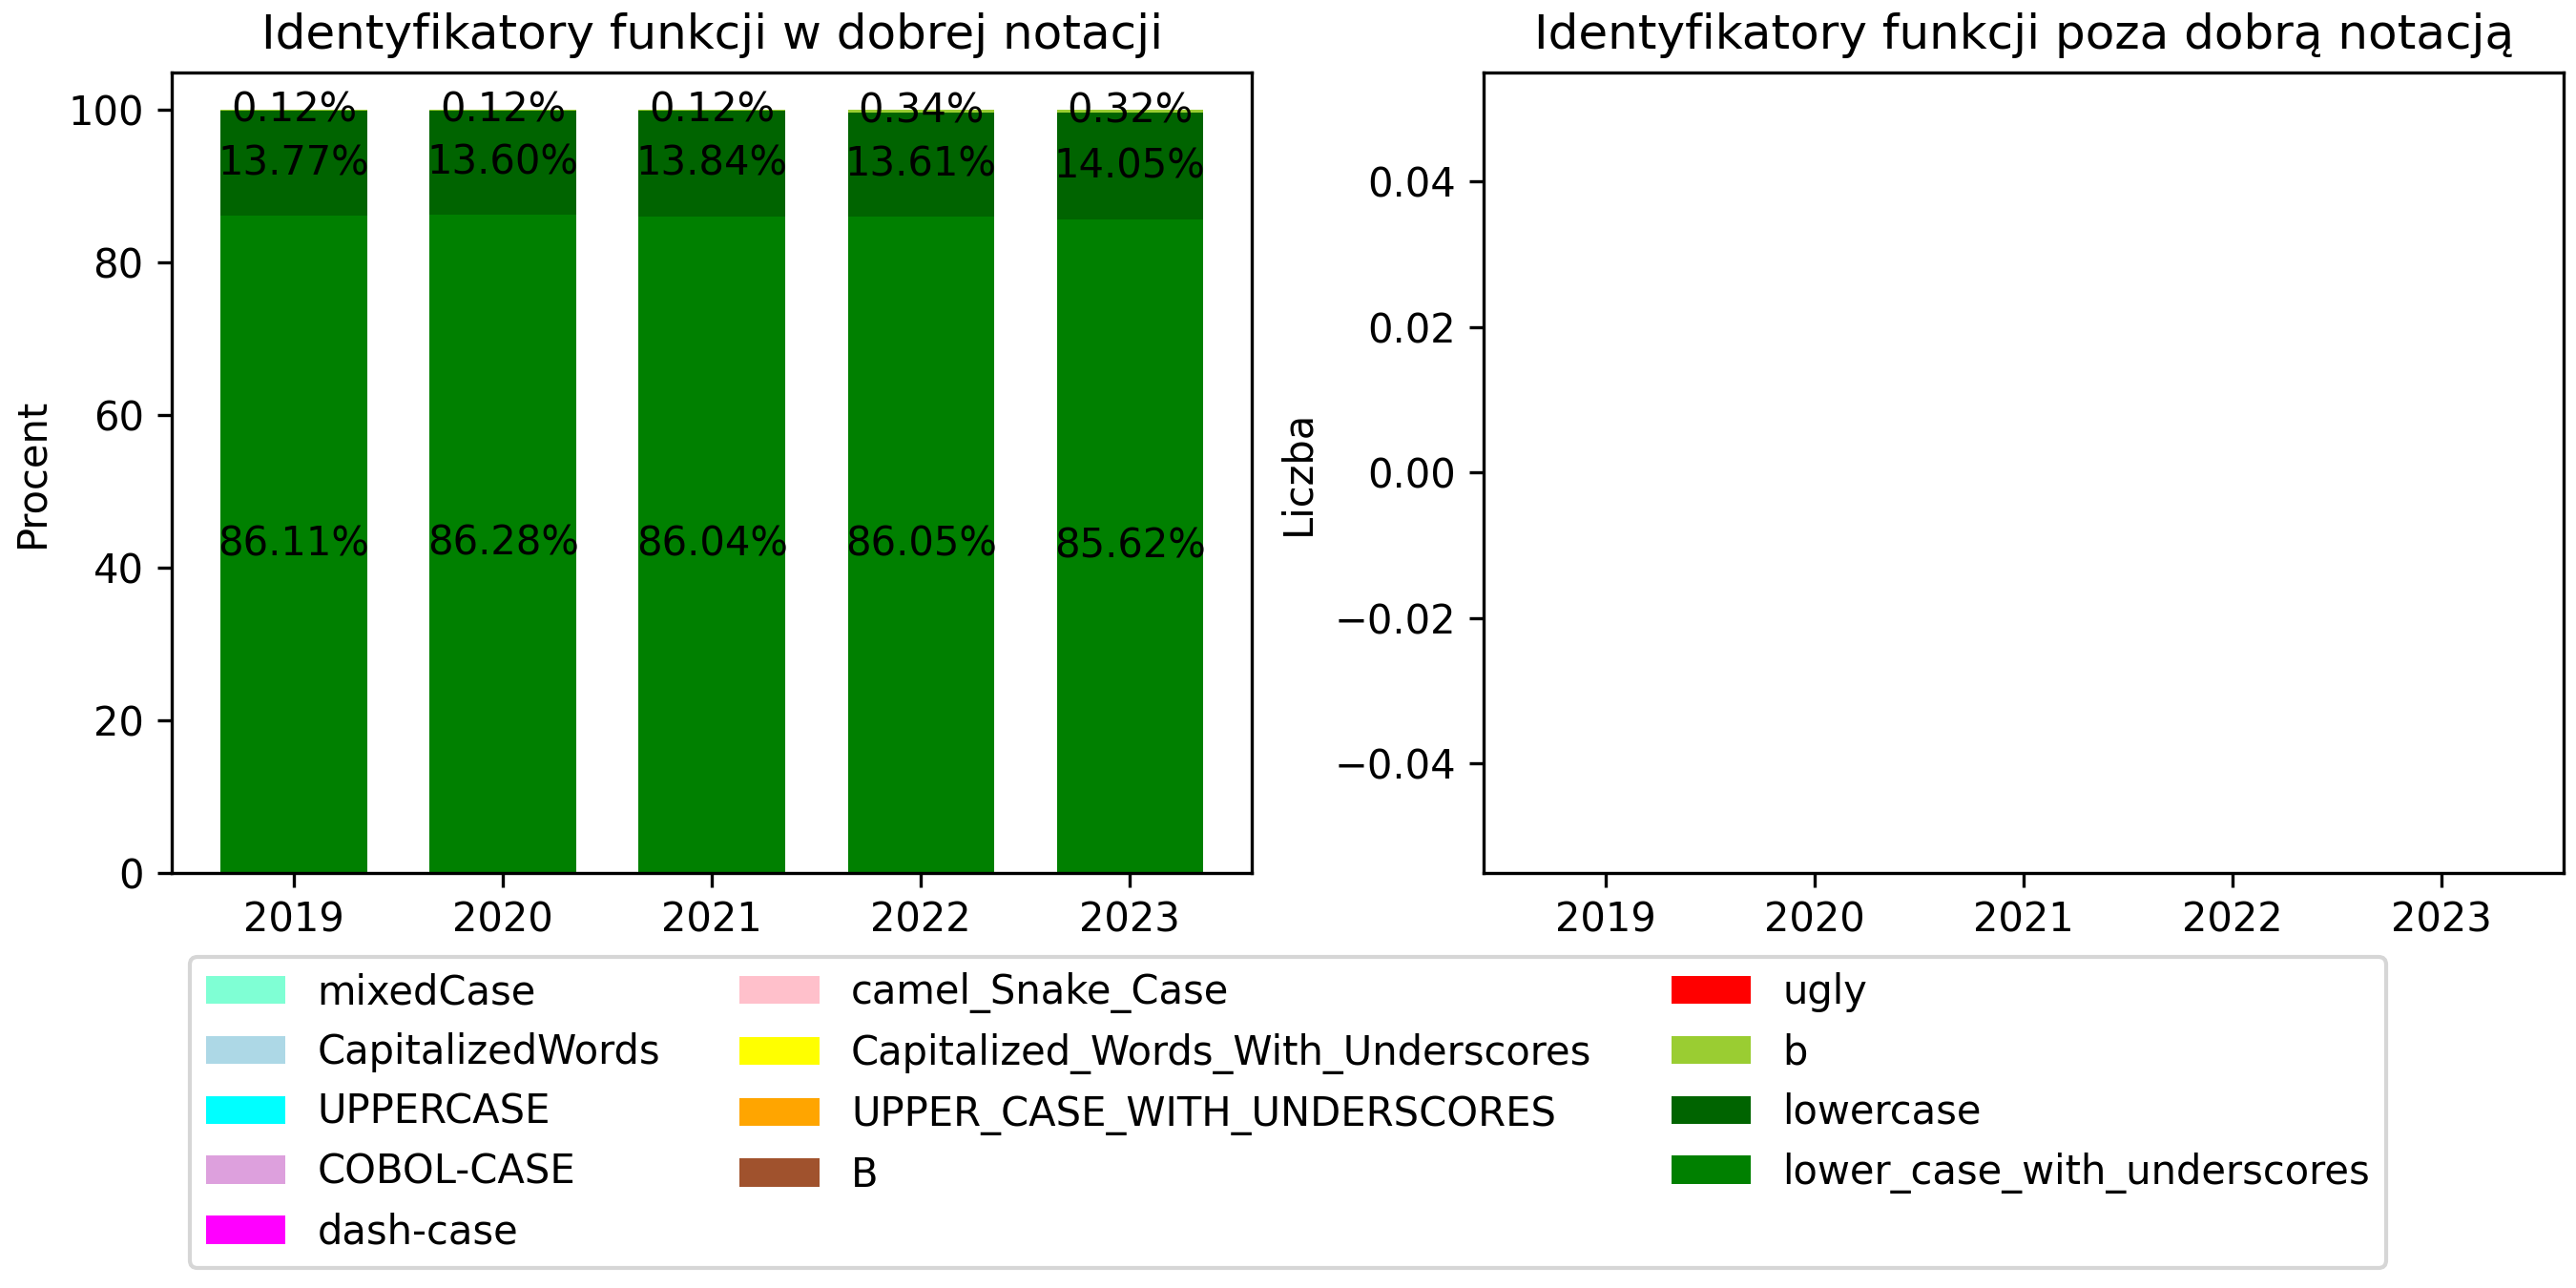 Identyfikatory funkcji w dobrej notacji
Procent
100
80
60
40
20
0
0.12% 0.12% 0.12% 0.34% 0.32%
13.77% 13.60% 13.84% 13.61% 14.05%
86.11% 86.28% 86.04% 86.05% 85.62%
2019 2020 2021 2022 2023
Identyfikatory funkcji poza dobrą notacją
Liczba
0.04
0.02
0.00
−0.02
−0.04
2019 2020 2021 2022 2023
mixedCase
CapitalizedWords
UPPERCASE
COBOL-CASE
dash-case
camel_Snake_Case
Capitalized_Words_With_Underscores
UPPER_CASE_WITH_UNDERSCORES
B
ugly
b
lowercase
lower_case_with_underscores